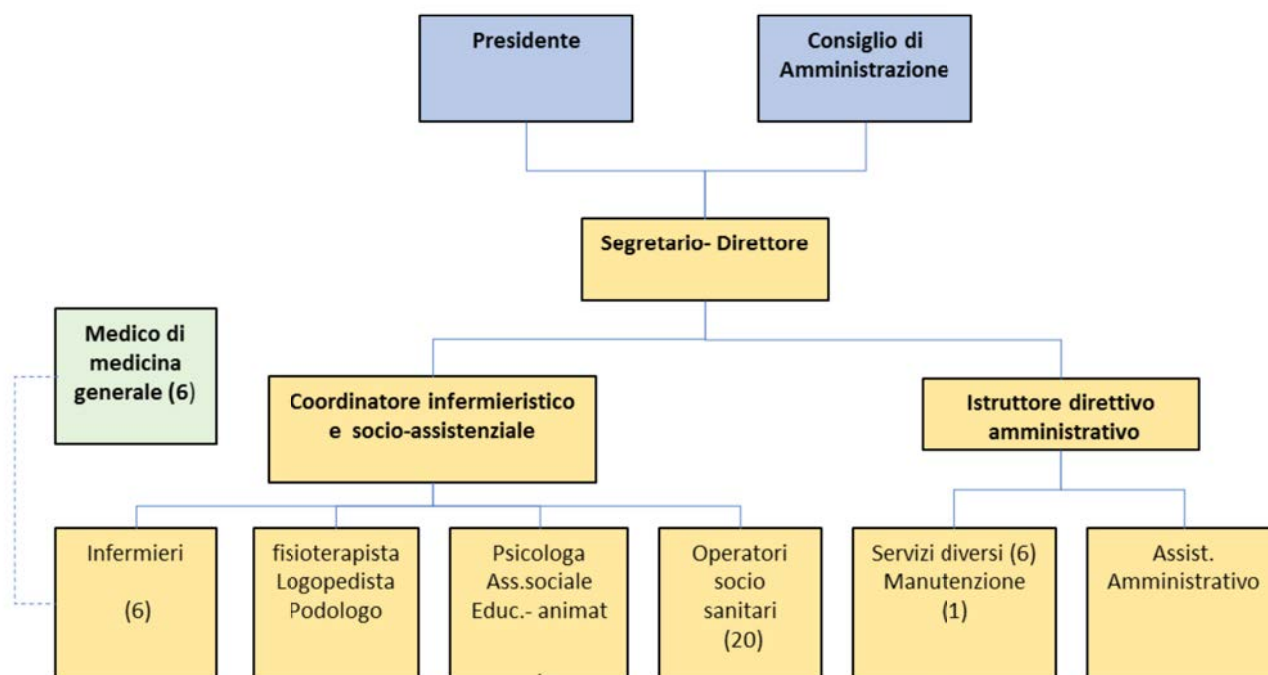 Presidente
Consiglio di
Amministrazione
Segretario- Direttore
Medico di
medicina
generale (6)
Coordinatore infermieristico
e socio-assistenziale
Istruttore direttivo
amministrativo
Infermieri
(6)
fisioterapista
Logopedista
Podologo
Psicologa
Ass.sociale
Educ.- animat
Operatori
socio
sanitari
(20)
Servizi diversi (6)
Manutenzione
(1)
Assist.
Amministrativo